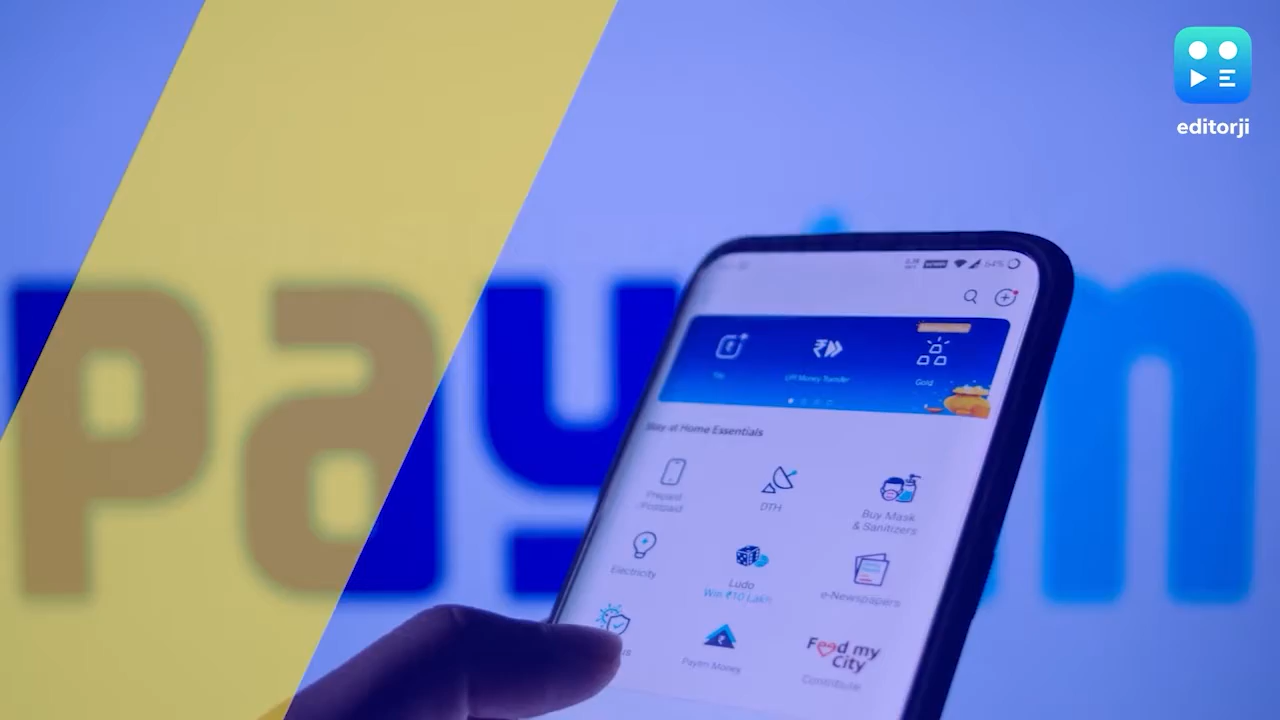 editorji
paytm
64%
UPI Money Transfer
Gold
Stay at Home Essentials
Prepaid
/Postpaid
DTH
Buy Mask
& Sanitizers
Electricity
Ludo
Win ₹10 Lakh
e-Newspapers
Paytm Money
Feed my
City
Contribute